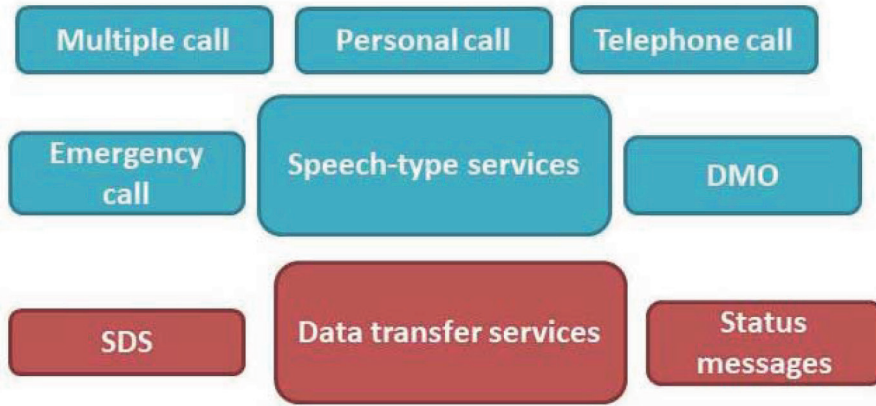 Multiple call
Personal call
Telephone call
Emergency
call
Speech-type services
DMO
SDS
Data transfer services
Status
messages